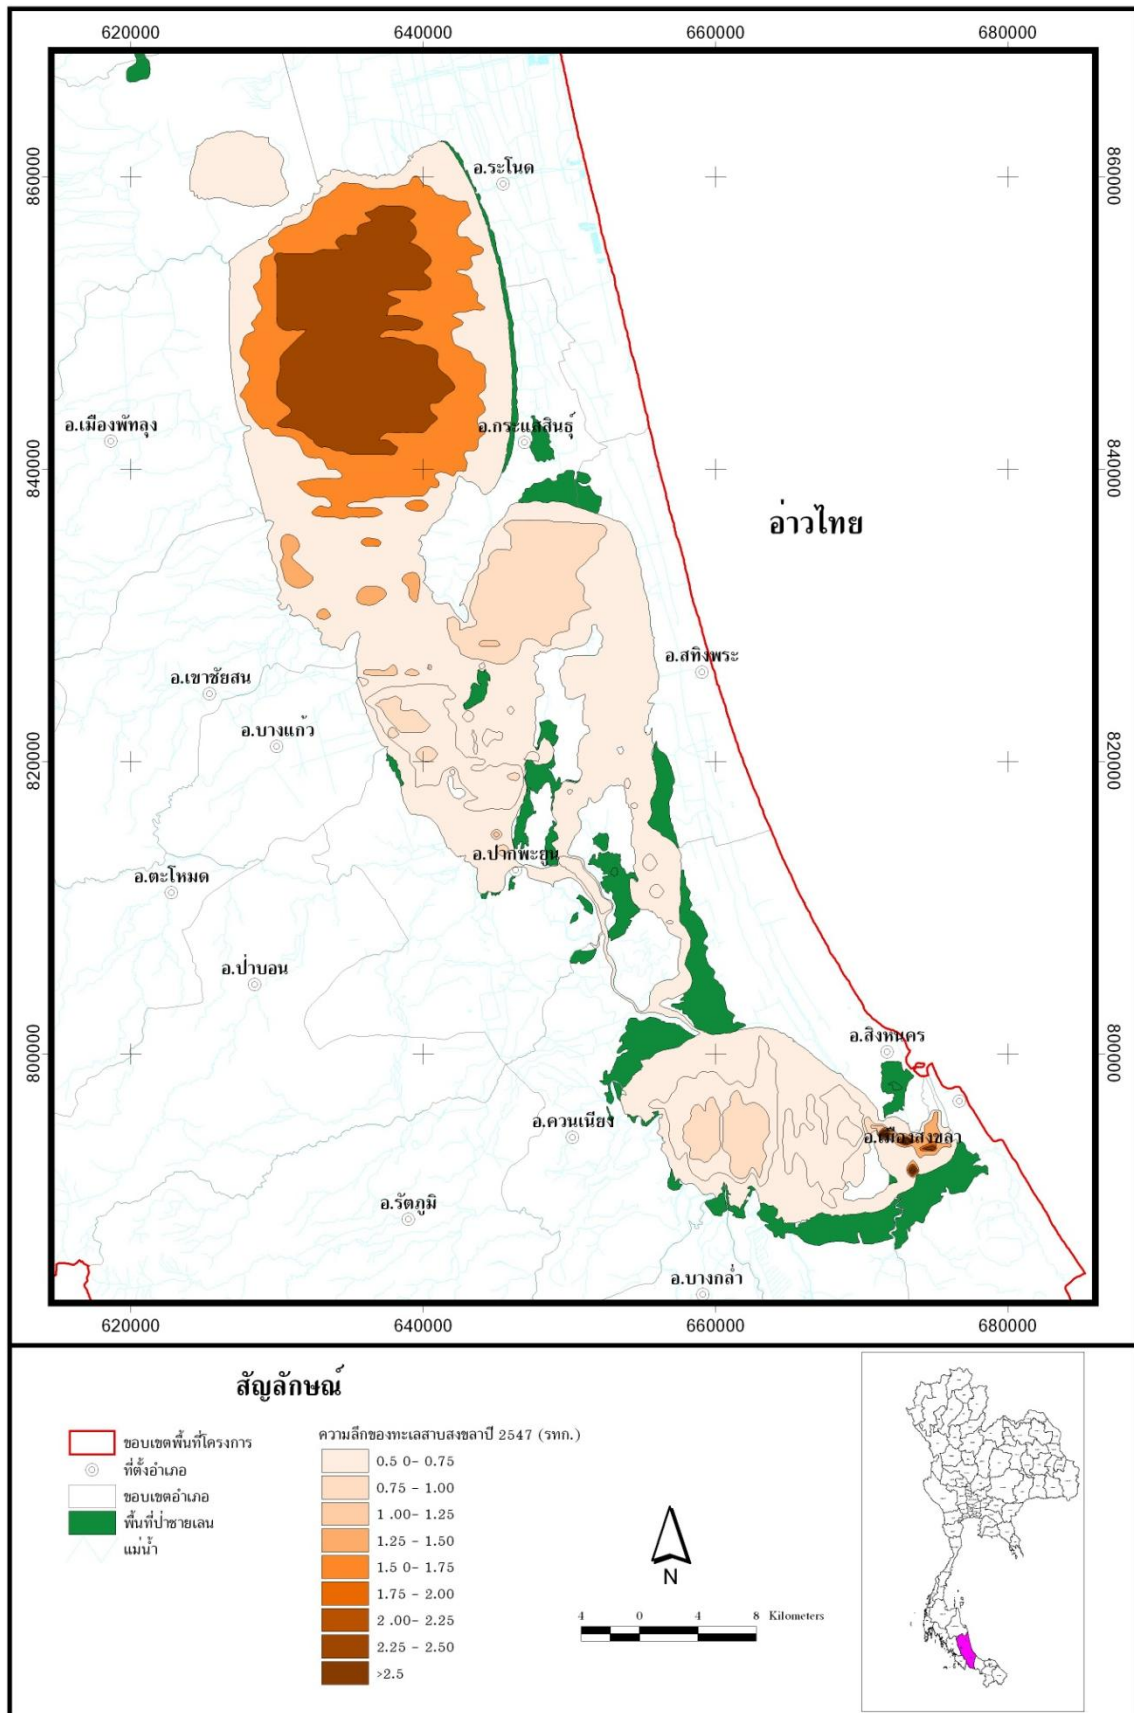 620000 640000 660000 680000
860000 860000
อ.ระโนด
อ.เมืองพัทลุง
อ.กระแสสินธุ์
840000 840000
อ่าวไทย
อ.สทิงพระ
อ.เขาชัยสน
อ.บางแก้ว
820000 820000
อ.ปากพะยูน
อ.ตะโหมด
อ.ป่าบอน
อ.สิงหนคร
800000 800000
อ.ควนเนียง
อ.เมืองสงขลา
อ.รัตภูมิ
อ.บางกล่ำ
620000 640000 660000 680000
สัญลักษณ์
ขอบเขตพื้นที่โครงการ
ที่ตั้งอำเภอ
ขอบเขตอำเภอ
พื้นที่ป่าชายเลน
แม่น้ำ
ความลึกของทะเลสาบสงขลาปี 2547 (รทก.)
0.5 0- 0.75
0.75 - 1.00
1.00- 1.25
1.25 - 1.50
1.5 0- 1.75
1.75 - 2.00
2 .00- 2.25
2.25 - 2.50
>2.5
N
4 0 4 8 Kilometers